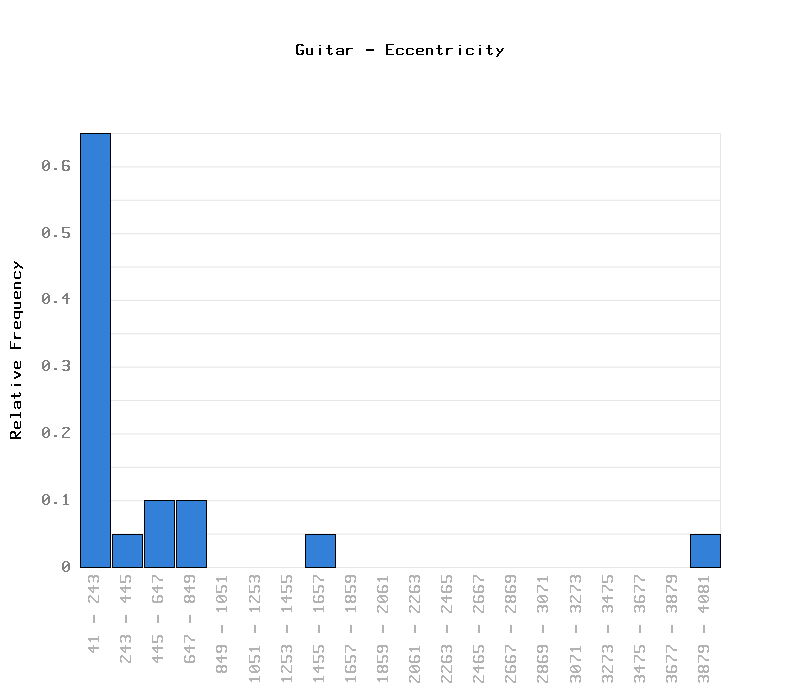 Guitar - Eccentricity
Relative Frequency
0.6
0.5
0.4
0.3
0.2
0.1
0
41 - 243
243 - 445
445 - 647
647 - 849
849 - 1051
1051 - 1253
1253 - 1455
1455 - 1657
1657 - 1859
1859 - 2061
2061 - 2263
2263 - 2465
2465 - 2667
2667 - 2869
2869 - 3071
3071 - 3273
3273 - 3475
3475 - 3677
3677 - 3879
3879 - 4081